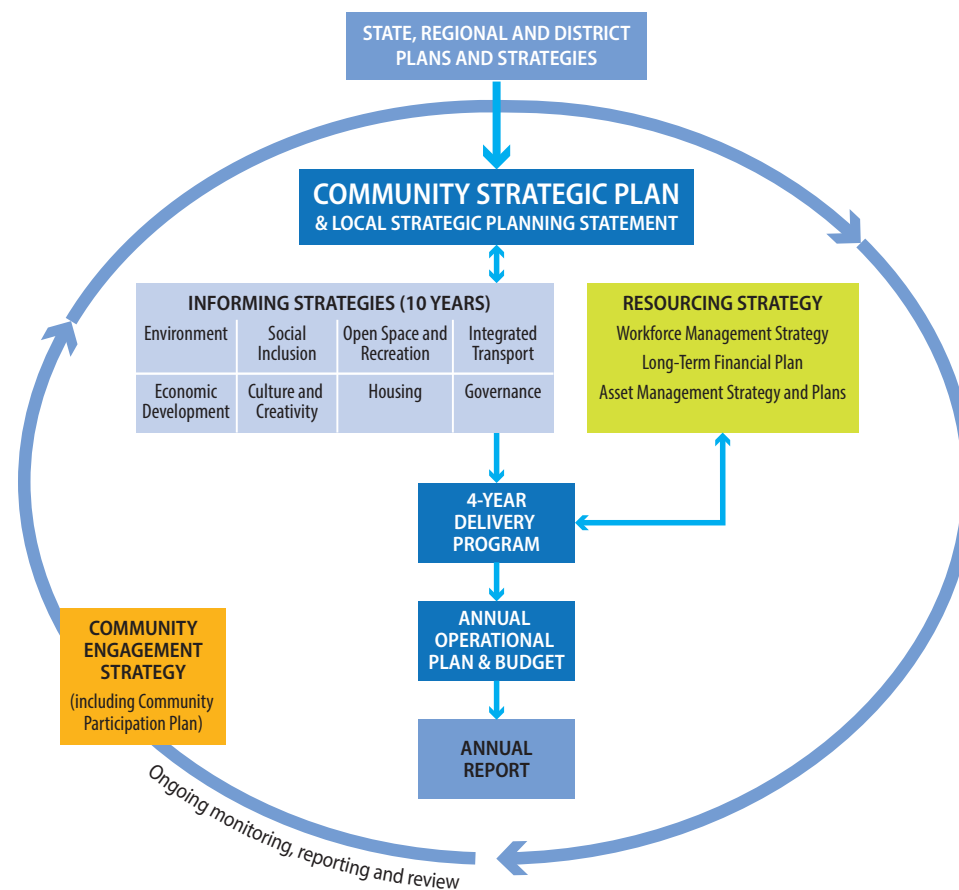 STATE, REGIONAL AND DISTRICT
PLANS AND STRATEGIES
COMMUNITY STRATEGIC PLAN
& LOCAL STRATEGIC PLANNING STATEMENT
INFORMING STRATEGIES (10 YEARS)
Environment
Social
Inclusion
Open Space and
Recreation
Integrated
Transport
Economic
Development
Culture and
Creativity
Housing
Governance
RESOURCING STRATEGY
Workforce Management Strategy
Long-Term Financial Plan
Asset Management Strategy and Plans
4-YEAR
DELIVERY
PROGRAM
ANNUAL
OPERATIONAL
PLAN & BUDGET
COMMUNITY
ENGAGEMENT
STRATEGY
(including Community
Participation Plan)
ANNUAL
REPORT
Ongoing monitoring, reporting and review